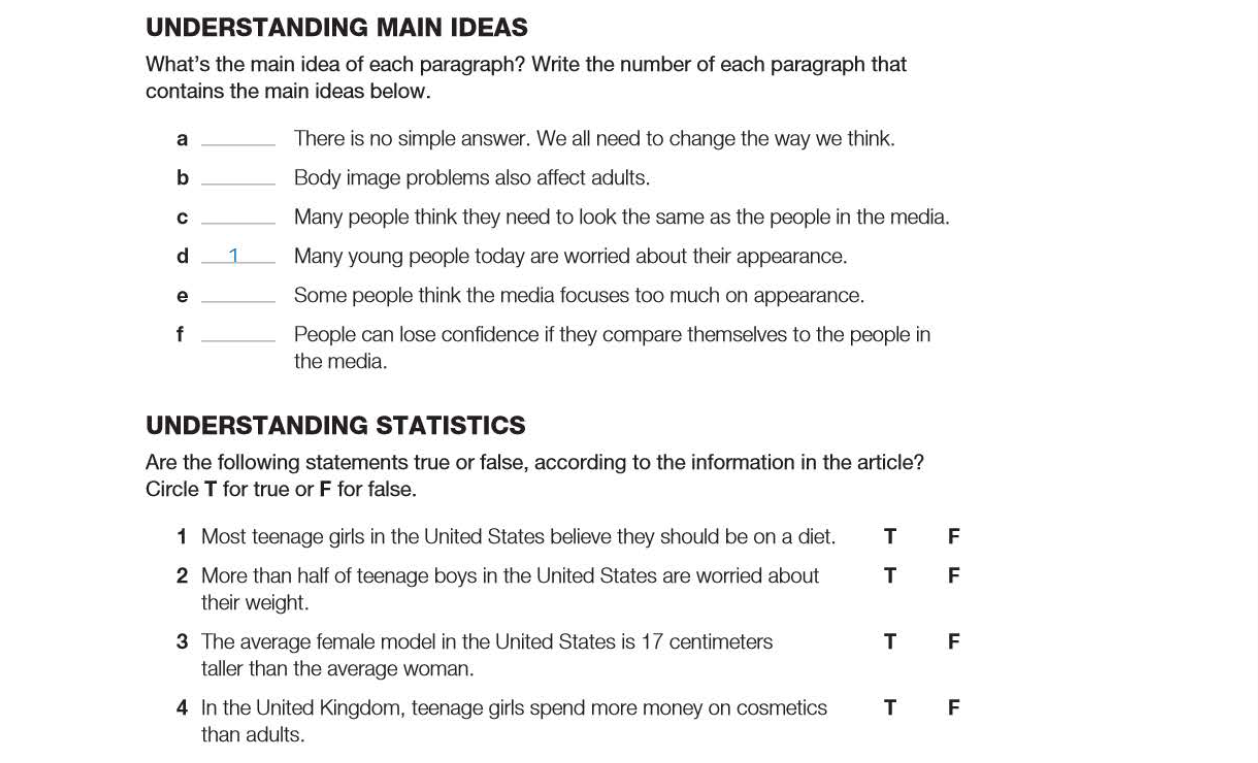 UNDERSTANDING MAIN IDEAS
What's the main idea of each paragraph? Write the number of each paragraph that
contains the main ideas below.
a ______ There is no simple answer. We all need to change the way we think.
b ______ Body image problems also affect adults.
c ______ Many people think they need to look the same as the people in the media.
d __1__ Many young people today are worried about their appearance.
e ______ Some people think the media focuses too much on appearance.
f ______ People can lose confidence if they compare themselves to the people in
the media.
UNDERSTANDING STATISTICS
Are the following statements true or false, according to the information in the article?
Circle T for true or F for false.
1 Most teenage girls in the United States believe they should be on a diet. T F
2 More than half of teenage boys in the United States are worried about T F
their weight.
3 The average female model in the United States is 17 centimeters T F
taller than the average woman.
4 In the United Kingdom, teenage girls spend more money on cosmetics T F
than adults.